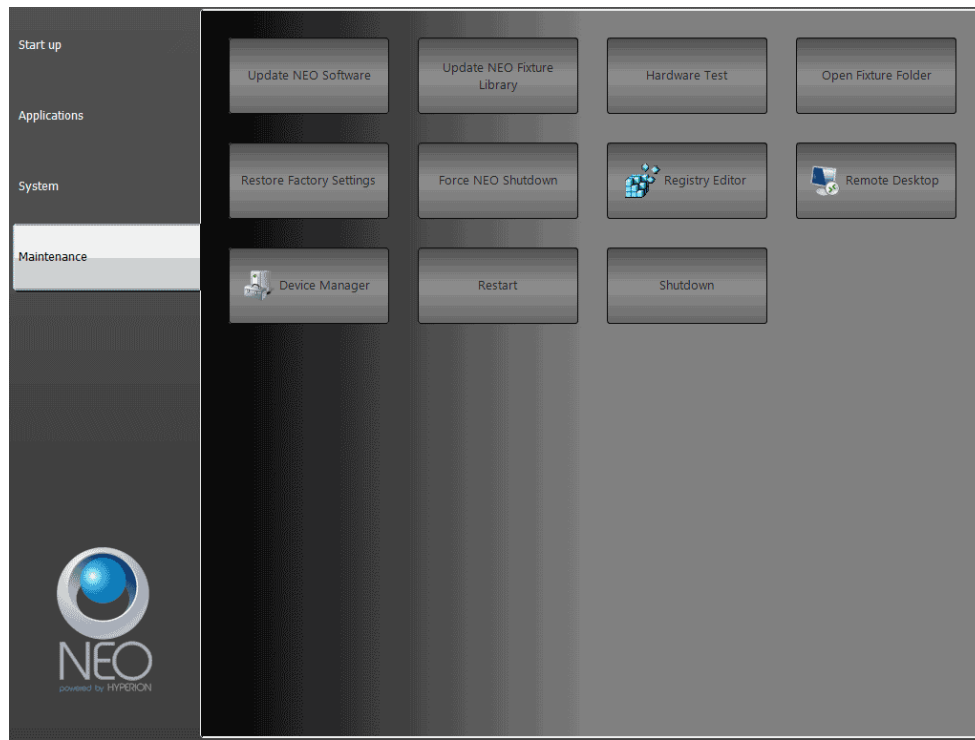 Start up
Applications
System
Maintenance
Update NEO Software
Update NEO Fixture
Library
Hardware Test
Open Fixture Folder
Restore Factory Settings
Force NEO Shutdown
Registry Editor
Remote Desktop
Device Manager
Restart
Shutdown
NEO
powered by HYPERION